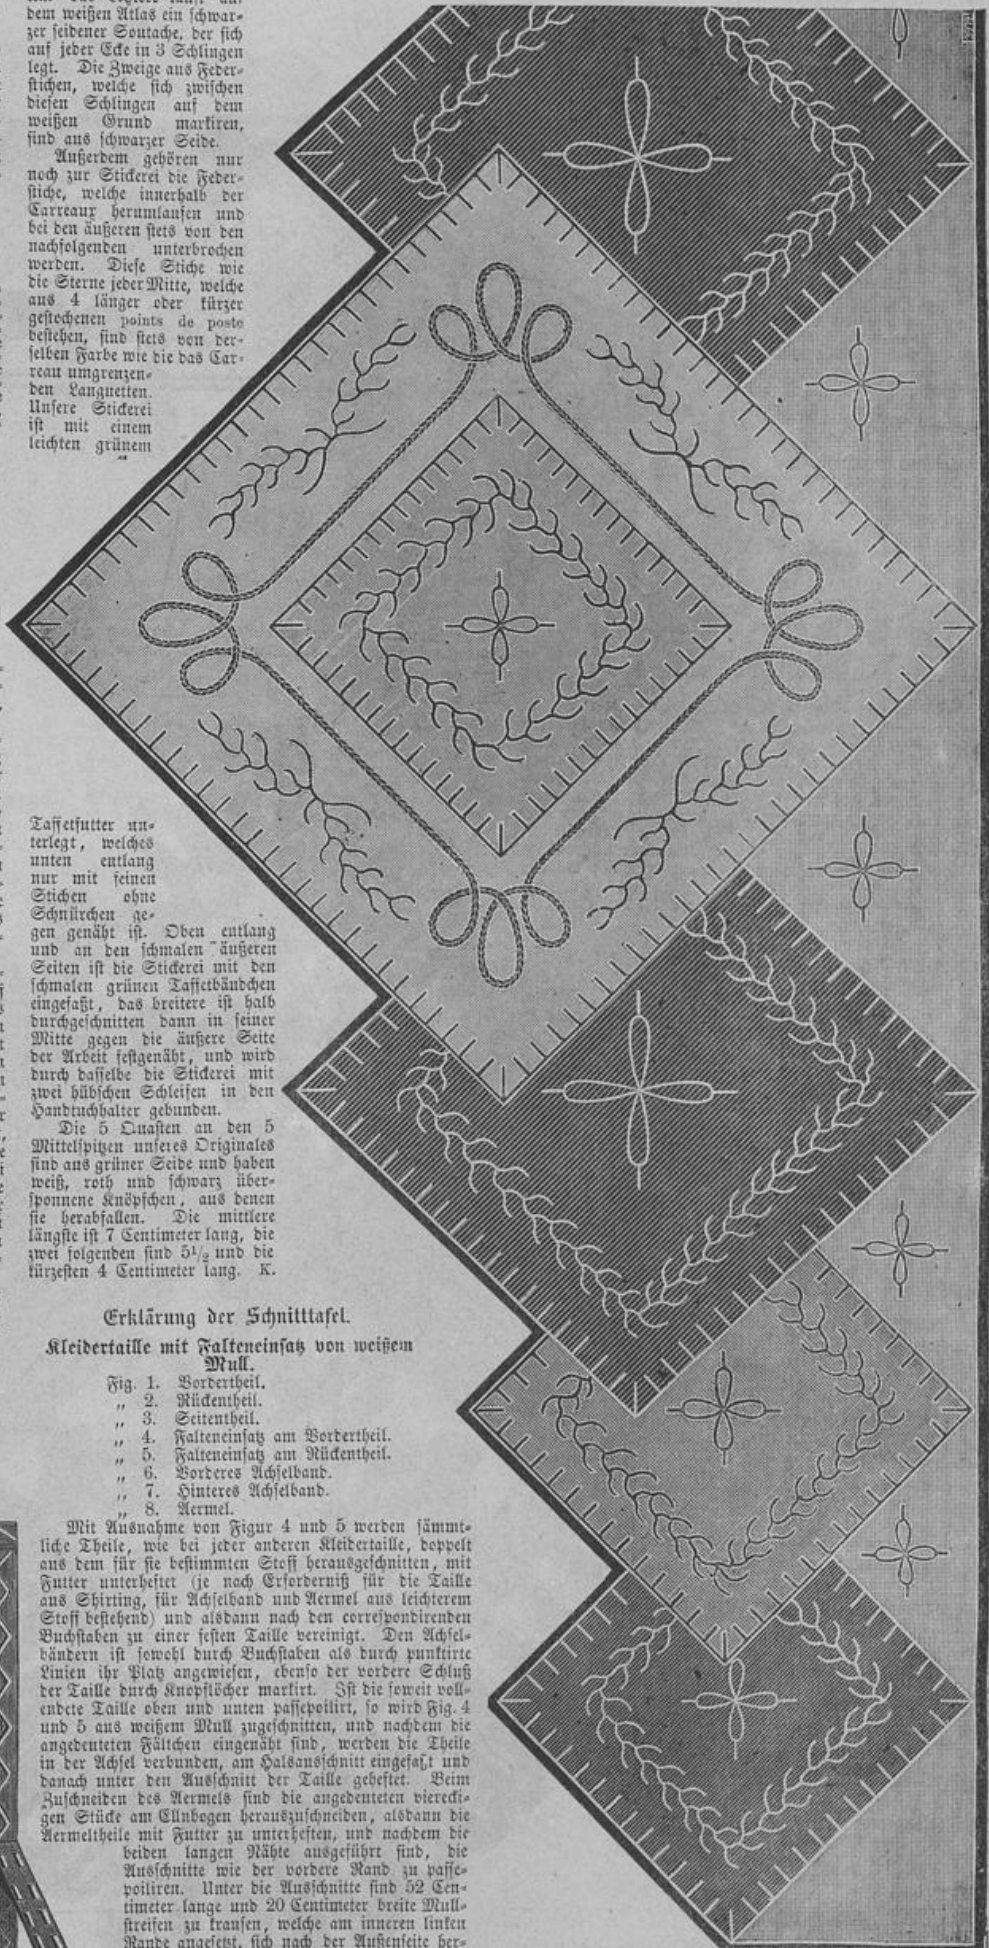 dem weißen Atlas ein schwar-
zer seidener Soutache, der sich
auf jeder Ecke in 3 Schlingen
legt. Die Zweige aus Feder-
stichen, welche sich zwischen
diesen Schlingen auf dem
weißen Grund markiren,
sind aus schwarzer Seide.
Außerdem gehören nur
noch zur Stickerei die Feder-
stiche, welche innerhalb der
Carreaux herumlaufen und
bei den äußeren stets von den
nachfolgenden unterbrochen
werden. Diese Stiche wie
die Sterne jeder Mitte, welche
aus 4 länger oder kürzer
gestochenen points de poste
bestehen, sind stets von der-
selben Farbe wie die das Car-
reau umgrenzen-
den Languetten.
Unsere Stickerei
ist mit einem
leichten grünem
Taffetfutter un-
terlegt, welches
unten entlang
nur mit feinen
Stichen ohne
Schnürchen ge-
gen genäht ist. Oben entlang
und an den schmalen äußeren
Seiten ist die Stickerei mit den
schmalen grünen Taffetbändchen
eingefaßt, das breitere ist halb
durchgeschnitten dann in seiner
Mitte gegen die äußere Seite
der Arbeit festgenäht, und wird
durch dasselbe die Stickerei mit
zwei hübschen Schleifen in den
Handtuchhalter gebunden.
Die 5 Quasten an den 5
Mittelspitzen unseres Originales
sind aus grüner Seide und haben
weiß, roth und schwarz über-
sponnene Knöpfchen, aus denen
sie herabfallen. Die mittlere
längste ist 7 Centimeter lang, die
zwei folgenden sind 5 1/2 und die
kürzesten 4 Centimeter lang. K.
Erklärung der Schnitttafel.
Kleidertaille mit Falteneinsatz von weißem
Mull.
Fig. 1. Vordertheil.
„ 2. Rückentheil.
„ 3. Seitentheil.
„ 4. Falteneinsatz am Vordertheil.
„ 5. Falteneinsatz am Rückentheil.
„ 6. Vorderes Achselband.
„ 7. Hinteres Achselband.
„ 8. Aermel.
Mit Ausnahme von Figur 4 und 5 werden sämmt-
liche Theile, wie bei jeder anderen Kleidertaille, doppelt
aus dem für sie bestimmten Stoff herausgeschnitten, mit
Futter unterheftet (je nach Erforderniß für die Taille
aus Shirting, für Achselband und Aermel aus leichterem
Stoff bestehend) und alsdann nach den correspondirenden
Buchstaben zu einer festen Taille vereinigt. Den Achsel-
bändern ist sowohl durch Buchstaben als durch punktirte
Linien ihr Platz angewiesen, ebenso der vordere Schluß
der Taille durch Knopflöcher markirt. Ist die soweit voll-
endete Taille oben und unten passepoilirt, so wird Fig. 4
und 5 aus weißem Mull zugeschnitten, und nachdem die
angedeuteten Fältchen eingenäht sind, werden die Theile
in der Achsel verbunden, am Halsausschnitt eingefaßt und
danach unter den Ausschnitt der Taille geheftet. Beim
Zuschneiden des Aermels sind die angedeuteten vierecki-
gen Stücke am Ellnbogen herauszuschneiden, alsdann die
Aermeltheile mit Futter zu unterheften, und nachdem die
beiden langen Nähte ausgeführt sind, die
Ausschnitte wie der vordere Rand zu passe-
poiliren. Unter die Ausschnitte sind 52 Cen-
timeter lange und 20 Centimeter breite Mull-
streifen zu krausen, welche am inneren linken
Rande angesetzt, sich nach der Außenseite her-